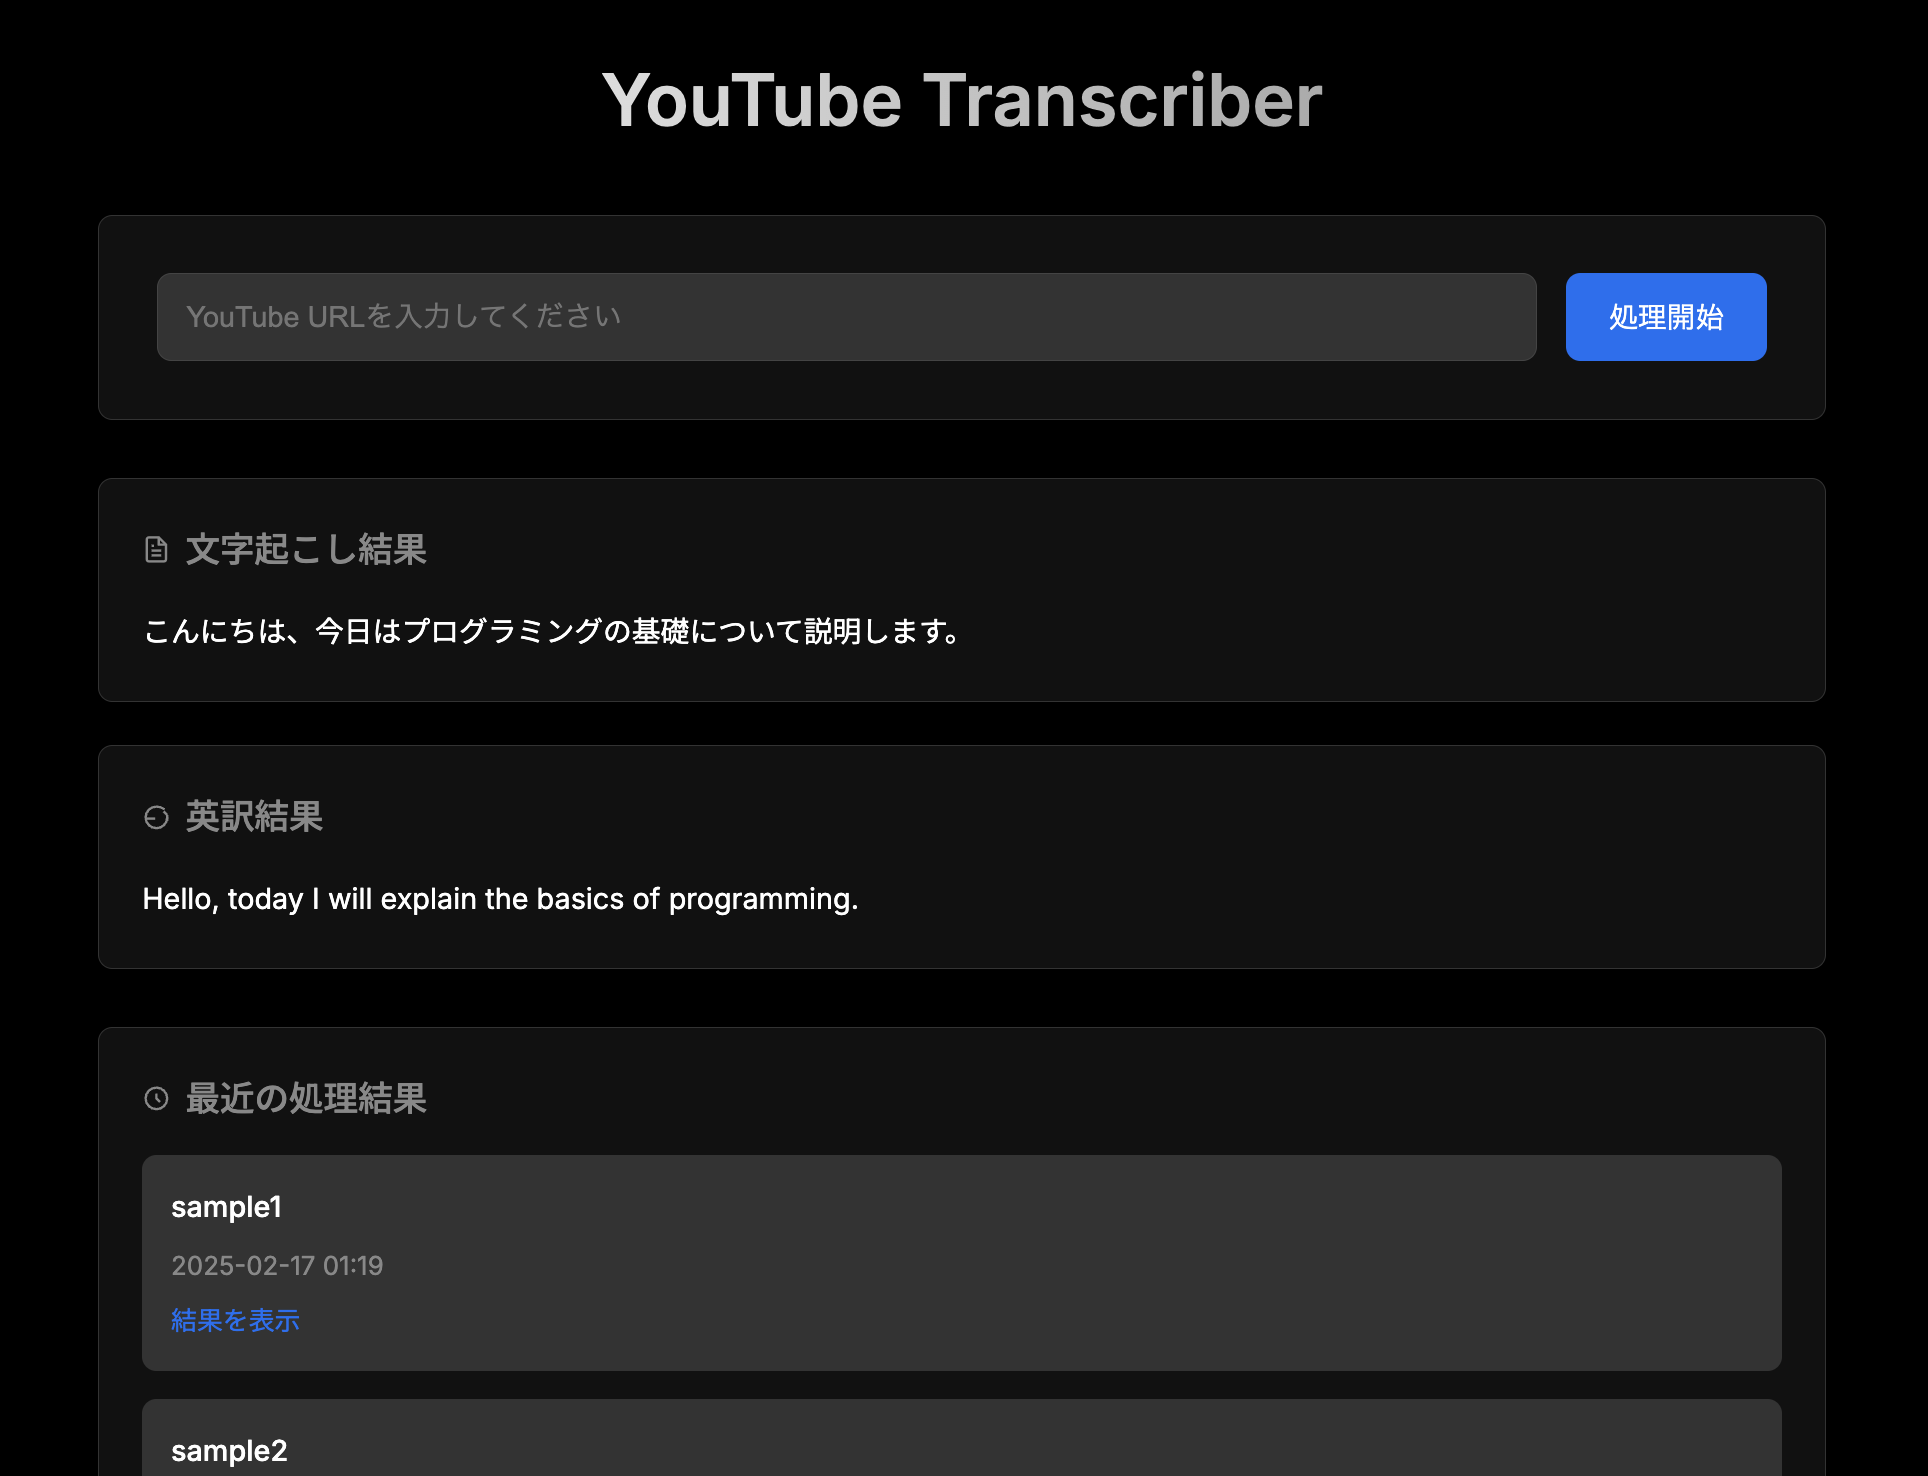 YouTube Transcriber
YouTube URLを入力してください
処理開始
文字起こし結果
こんにちは、今日はプログラミングの基礎について説明します。
英訳結果
Hello, today I will explain the basics of programming.
最近の処理結果
sample1
2025-02-17 01:19
結果を表示
sample2